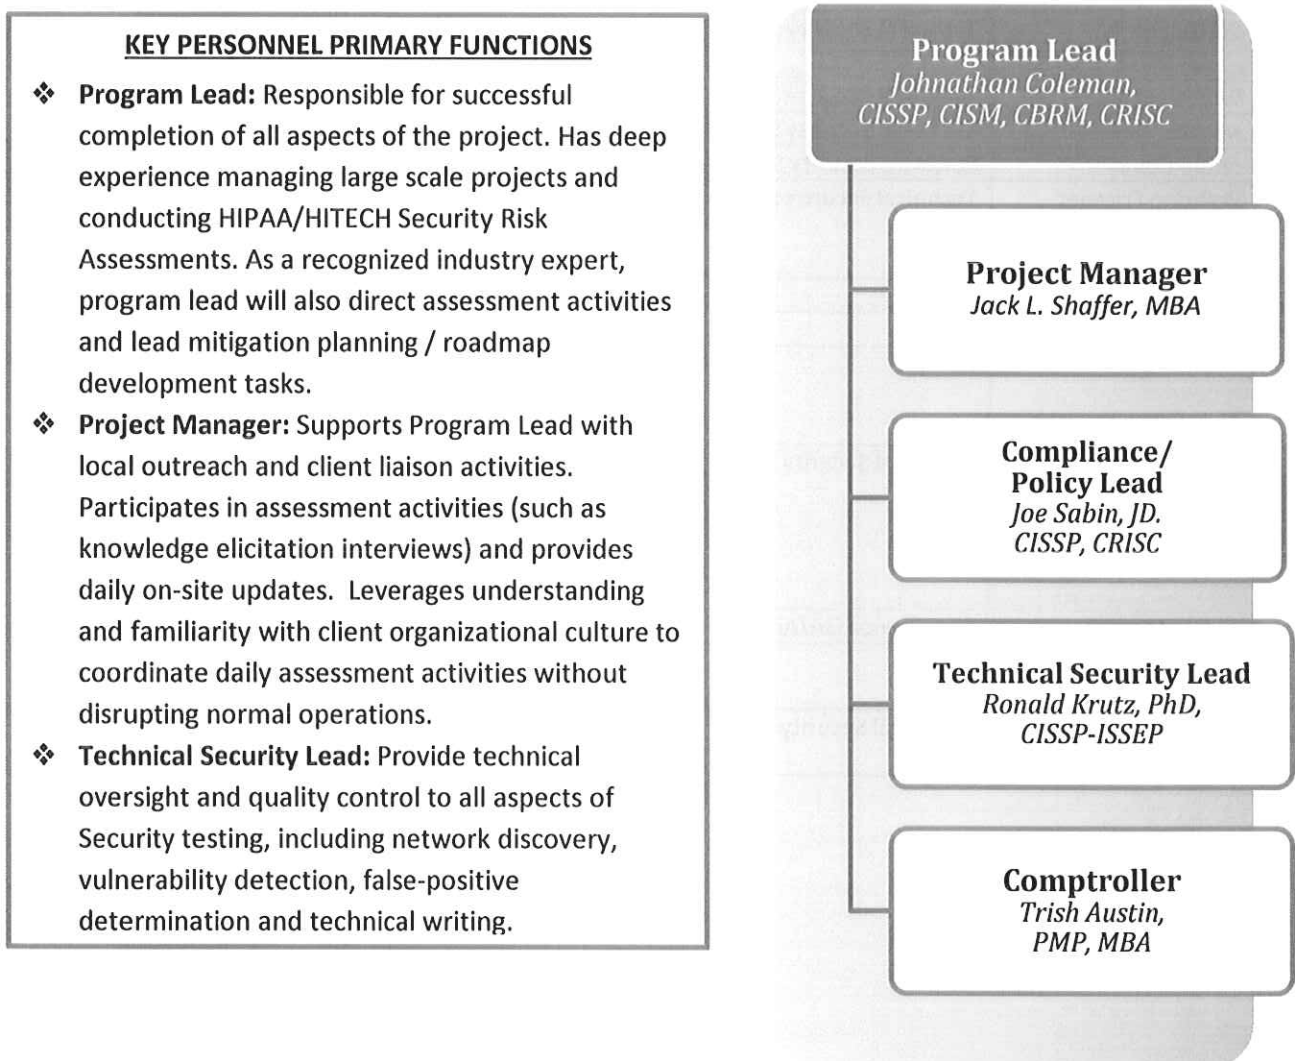 KEY PERSONNEL PRIMARY FUNCTIONS
❖ Program Lead: Responsible for successful
completion of all aspects of the project. Has deep
experience managing large scale projects and
conducting HIPAA/HITECH Security Risk
Assessments. As a recognized industry expert,
program lead will also direct assessment activities
and lead mitigation planning / roadmap
development tasks.
❖ Project Manager: Supports Program Lead with
local outreach and client liaison activities.
Participates in assessment activities (such as
knowledge elicitation interviews) and provides
daily on-site updates. Leverages understanding
and familiarity with client organizational culture to
coordinate daily assessment activities without
disrupting normal operations.
❖ Technical Security Lead: Provide technical
oversight and quality control to all aspects of
Security testing, including network discovery,
vulnerability detection, false-positive
determination and technical writing.
Program Lead
Johnathan Coleman,
CISSP, CISM, CBRM, CRISC
Project Manager
Jack L. Shaffer, MBA
Compliance/
Policy Lead
Joe Sabin, JD.
CISSP, CRISC
Technical Security Lead
Ronald Krutz, PhD,
CISSP-ISSEP
Comptroller
Trish Austin,
PMP, MBA